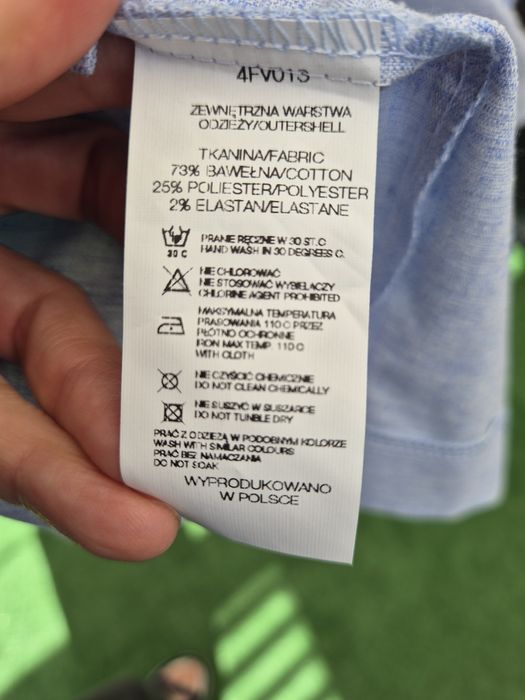 4FV013
ZEWNĘTRZNA WARSTWA
ODZIEŻY/OUTERSHELL
TKANINA/FABRIC
73% BAWEŁNA/COTTON
25% POLIESTER/POLYESTER
2% ELASTAN/ELASTANE
30 C
PRANIE RĘCZNE W 30 ST.C
HAND WASH IN 30 DEGREES C.
NIE CHLOROWAĆ
NIE STOSOWAĆ WYBIELACZY
CHLORINE AGENT PROHIBITED
MAKSYMALNA TEMPERATURA
PRASOWANIA 110 C PRZEZ
PŁÓTNO OCHRONNE
IRON MAX TEMP. 110 C
WITH CLOTH
NIE CZYŚCIĆ CHEMICZNIE
DO NOT CLEAN CHEMICALLY
NIE SUSZYĆ W SUSZARCE
DO NOT TUMBLE DRY
PRAĆ Z ODZIEŻĄ W PODOBNYM KOLORZE
WASH WITH SIMILAR COLOURS
PRAĆ BEZ NAMACZANIA
DO NOT SOAK
WYPRODUKOWANO
W POLSCE